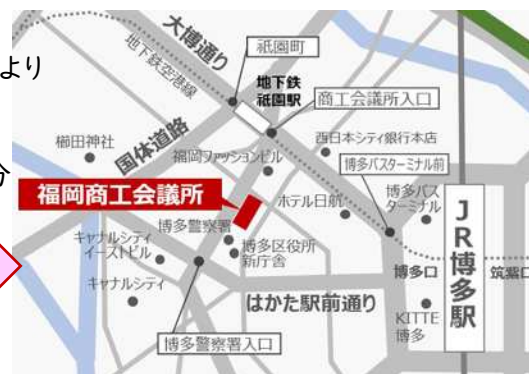 より
分
大博通り
地下鉄空港線
祇園町
地下鉄
祇園駅
商工会議所入口
国体道路
櫛田神社
福岡ファッションビル
西日本シティ銀行本店
博多バスターミナル前
福岡商工会議所
ホテル日航
博多バス
ターミナル
JR博多駅
キャナルシティ
イーストビル
博多警察署
博多区役所
新庁舎
キャナルシティ
博多口
筑紫口
はかた駅前通り
KITTE
博多
博多警察署入口